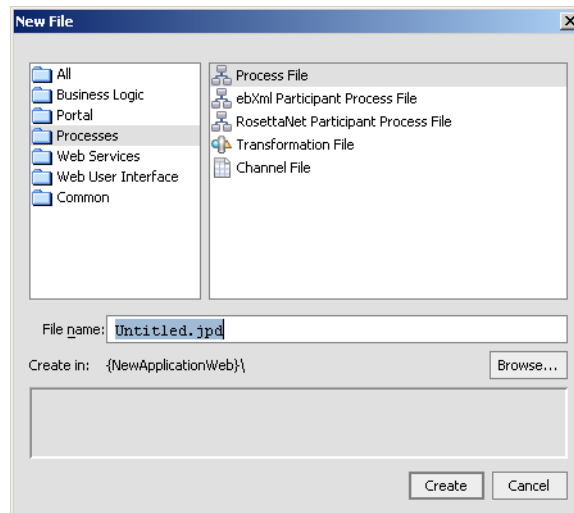 New File
All
Business Logic
Portal
Processes
Web Services
Web User Interface
Common
Process File
ebXml Participant Process File
RosettaNet Participant Process File
Transformation File
Channel File
File name: Untitled.jpd
Create in: {NewApplicationWeb}\
Browse...
Create
Cancel